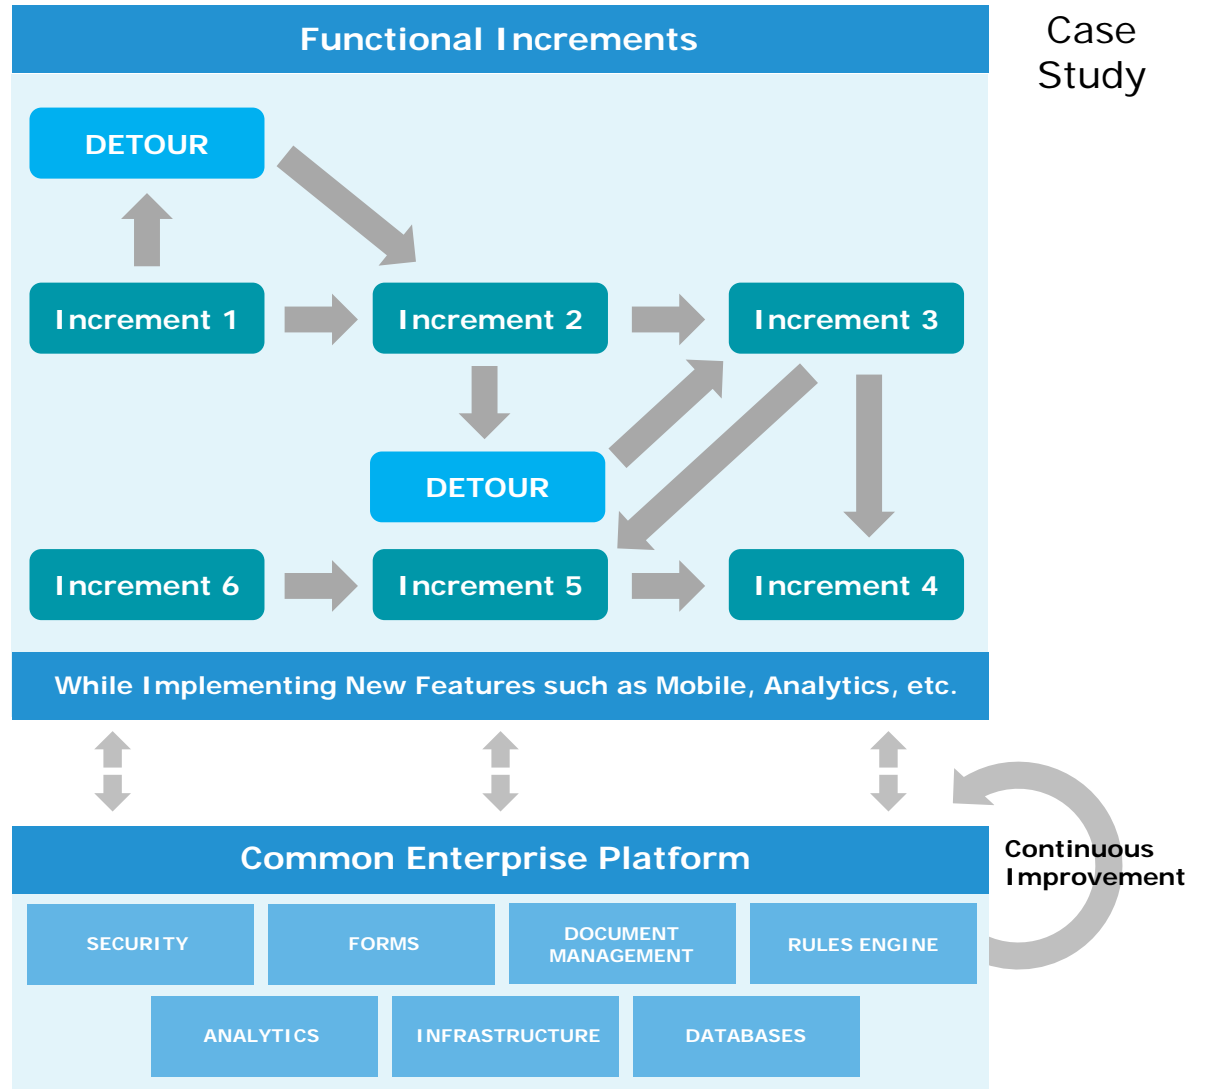 Functional Increments
Case
Study
DETOUR
Increment 1
Increment 2
Increment 3
DETOUR
Increment 6
Increment 5
Increment 4
While Implementing New Features such as Mobile, Analytics, etc.
Common Enterprise Platform
Continuous
Improvement
SECURITY
FORMS
DOCUMENT
MANAGEMENT
RULES ENGINE
ANALYTICS
INFRASTRUCTURE
DATABASES